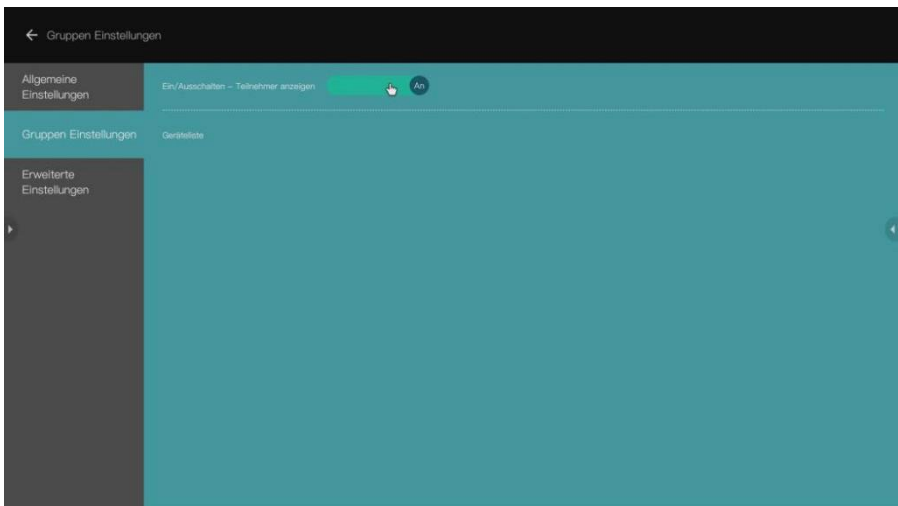 Gruppen Einstellungen
Allgemeine
Einstellungen
Ein/Ausschalten – Teilnehmer anzeigen
An
Gruppen Einstellungen
Geräteliste
Erweiterte
Einstellungen